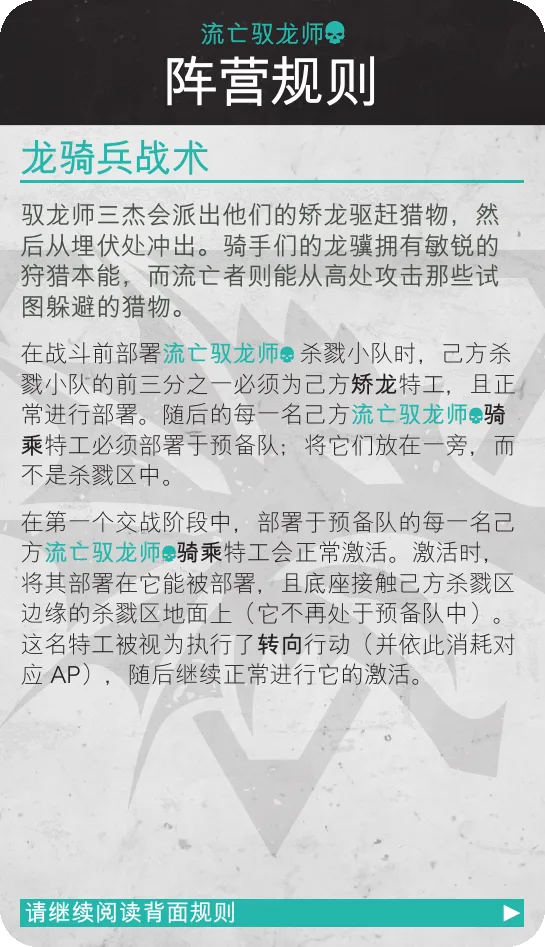 流亡驭龙师
阵营规则
龙骑兵战术
驭龙师三杰会派出他们的矫龙驱赶猎物，然
后从埋伏处冲出。骑手们的龙骥拥有敏锐的
狩猎本能，而流亡者则能从高处攻击那些试
图躲避的猎物。
在战斗前部署流亡驭龙师 杀戮小队时，己方杀
戮小队的前三分之一必须为己方矫龙特工，且正
常进行部署。随后的每一名己方流亡驭龙师骑
乘特工必须部署于预备队；将它们放在一旁，而
不是杀戮区中。
在第一个交战阶段中，部署于预备队的每一名己
方流亡驭龙师骑乘特工会正常激活。激活时，
将其部署在它能被部署，且底座接触己方杀戮区
边缘的杀戮区地面上（它不再处于预备队中）。
这名特工被视为执行了转向行动（并依此消耗对
应 AP），随后继续正常进行它的激活。
请继续阅读背面规则